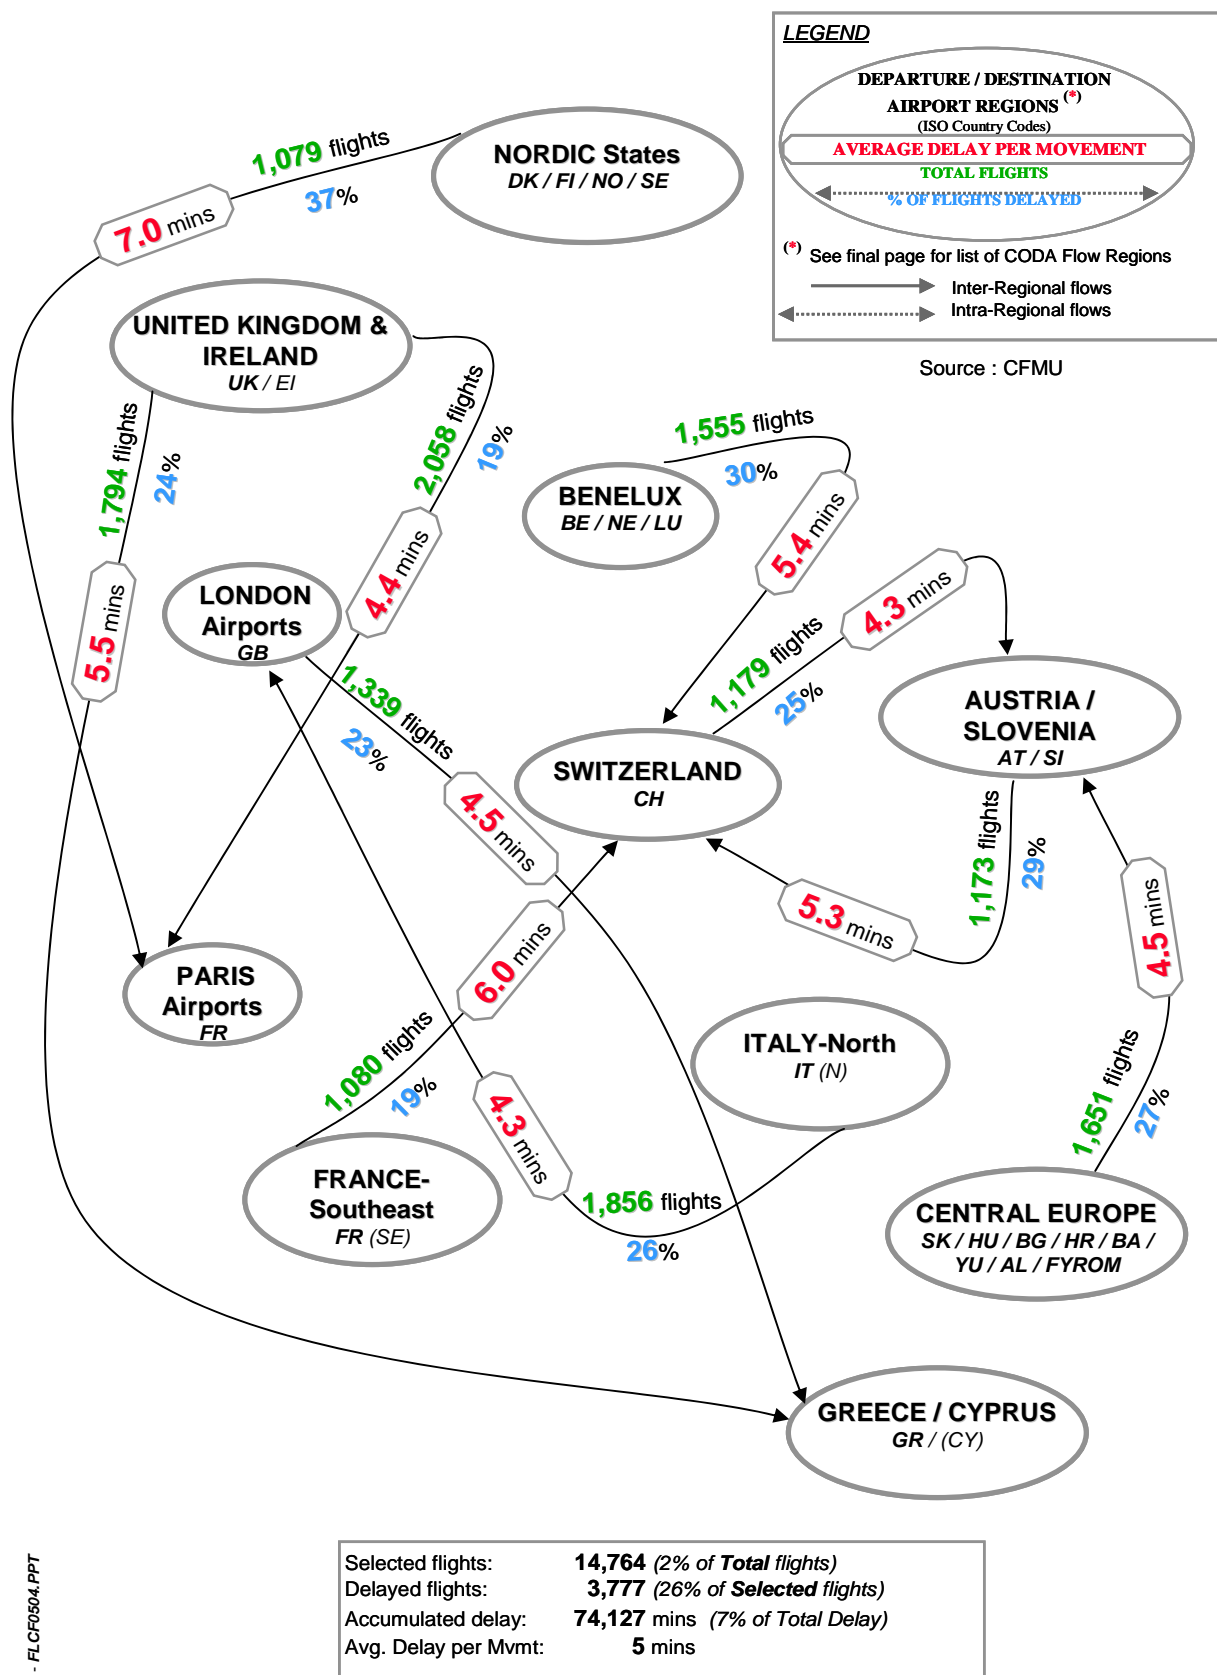 LEGEND
DEPARTURE / DESTINATION
AIRPORT REGIONS (*)
(ISO Country Codes)
AVERAGE DELAY PER MOVEMENT
TOTAL FLIGHTS
% OF FLIGHTS DELAYED
(*) See final page for list of CODA Flow Regions
Inter-Regional flows
Intra-Regional flows
Source : CFMU
NORDIC States
DK / FI / NO / SE
1,079 flights
37%
7.0 mins
UNITED KINGDOM &
IRELAND
UK / EI
1,794 flights
24%
5.5 mins
2,058 flights
19%
4.4 mins
BENELUX
BE / NE / LU
1,555 flights
30%
5.4 mins
LONDON
Airports
GB
1,339 flights
23%
4.5 mins
1,179 flights
25%
4.3 mins
AUSTRIA /
SLOVENIA
AT / SI
SWITZERLAND
CH
1,173 flights
29%
5.3 mins
4.5 mins
1,651 flights
27%
PARIS
Airports
FR
6.0 mins
1,080 flights
19%
ITALY-North
IT (N)
4.3 mins
1,856 flights
26%
FRANCE-
Southeast
FR (SE)
CENTRAL EUROPE
SK / HU / BG / HR / BA /
YU / AL / FYROM
GREECE / CYPRUS
GR / (CY)
Selected flights: 14,764 (2% of Total flights)
Delayed flights: 3,777 (26% of Selected flights)
Accumulated delay: 74,127 mins (7% of Total Delay)
Avg. Delay per Mvmt: 5 mins
- FLCF0504.PPT